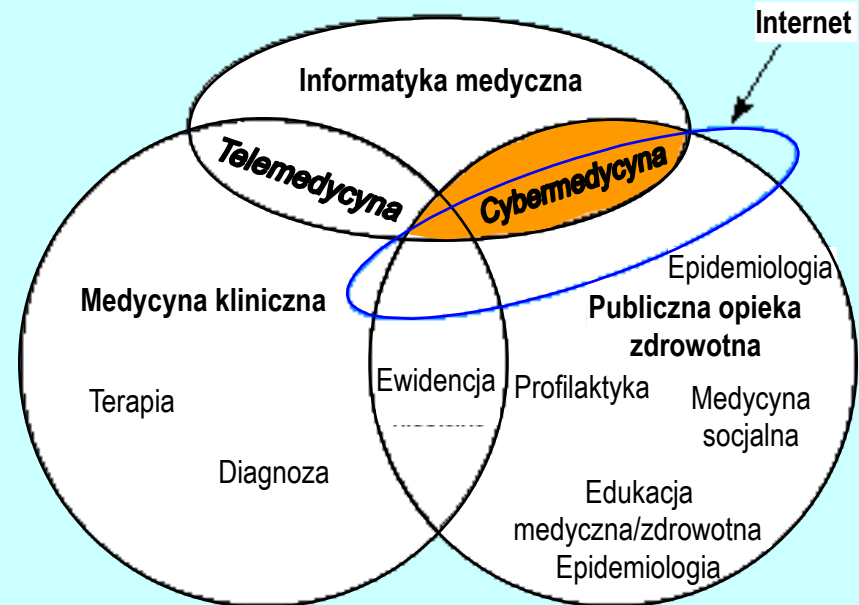 Internet
Informatyka medyczna
Telemedycyna
Cybermedycyna
Epidemiologia
Medycyna kliniczna
Publiczna opieka
zdrowotna
Ewidencja
Profilaktyka
Terapia
Medycyna
socjalna
Diagnoza
Edukacja
medyczna/zdrowotna
Epidemiologia